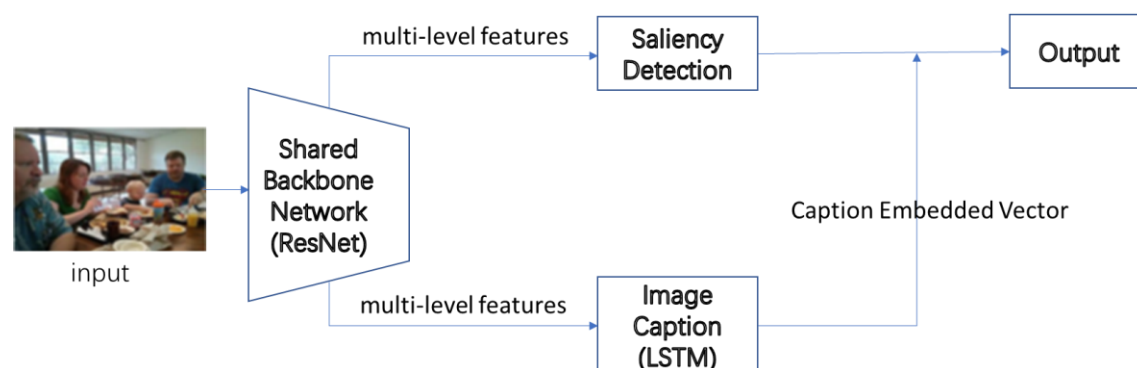 multi-level features
Saliency
Detection
Output
Shared
Backbone
Network
(ResNet)
input
Caption Embedded Vector
multi-level features
Image
Caption
(LSTM)